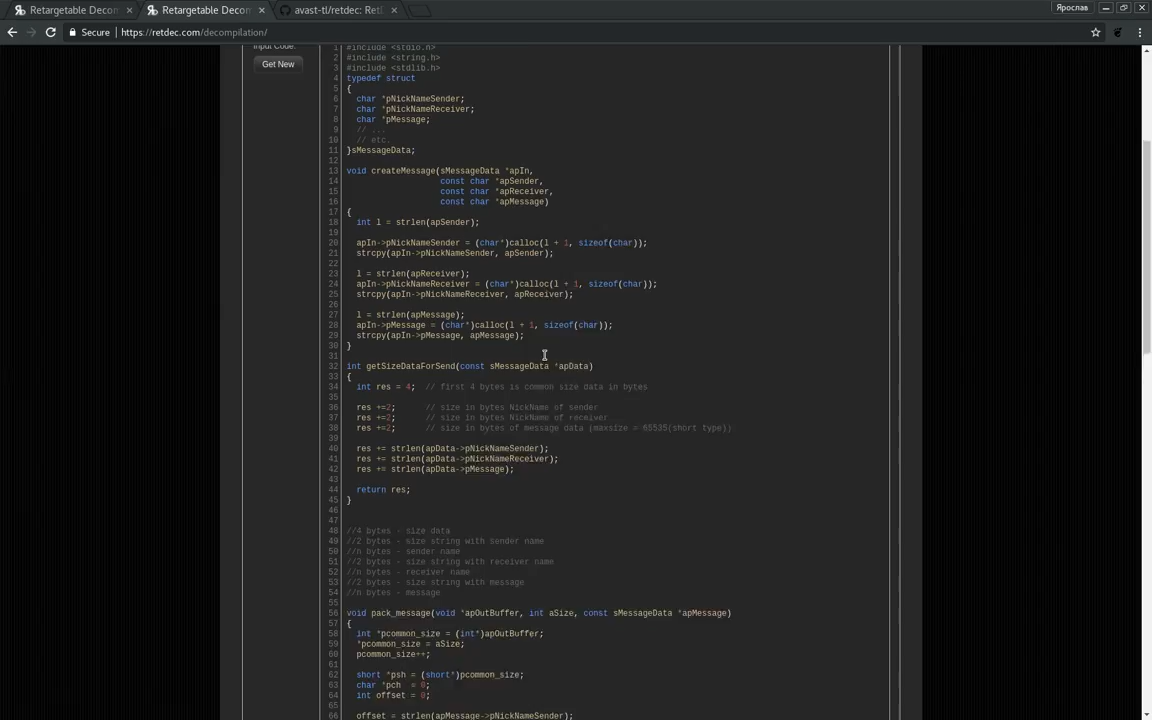 Retargetable Decom
Retargetable Decom
avast-tl/retdec: Ret
Ярослав
Secure
https://retdec.com/decompilation/
Input Code:
Get New
1 #include <stdio.h>
2 #include <string.h>
3 #include <stdlib.h>
4 typedef struct
5 {
6 char *pNickNameSender;
7 char *pNickNameReceiver;
8 char *pMessage;
9 // ...
10 // etc.
11 }sMessageData;
12
13 void createMessage(sMessageData *apIn,
14 const char *apSender,
15 const char *apReceiver,
16 const char *apMessage)
17 {
18 int l = strlen(apSender);
19
20 apIn->pNickNameSender = (char*)calloc(l + 1, sizeof(char));
21 strcpy(apIn->pNickNameSender, apSender);
22
23 l = strlen(apReceiver);
24 apIn->pNickNameReceiver = (char*)calloc(l + 1, sizeof(char));
25 strcpy(apIn->pNickNameReceiver, apReceiver);
26
27 l = strlen(apMessage);
28 apIn->pMessage = (char*)calloc(l + 1, sizeof(char));
29 strcpy(apIn->pMessage, apMessage);
30 }
31
32 int getSizeDataForSend(const sMessageData *apData)
33 {
34 int res = 4; // first 4 bytes is common size data in bytes
35
36 res +=2; // size in bytes NickName of sender
37 res +=2; // size in bytes NickName of receiver
38 res +=2; // size in bytes of message data (maxsize = 65535(short type))
39
40 res += strlen(apData->pNickNameSender);
41 res += strlen(apData->pNickNameReceiver);
42 res += strlen(apData->pMessage);
43
44 return res;
45 }
46
47
48 //4 bytes - size data
49 //2 bytes - size string with sender name
50 //n bytes - sender name
51 //2 bytes - size string with receiver name
52 //n bytes - receiver name
53 //2 bytes - size string with message
54 //n bytes - message
55
56 void pack_message(void *apOutBuffer, int aSize, const sMessageData *apMessage)
57 {
58 int *pcommon_size = (int*)apOutBuffer;
59 *pcommon_size = aSize;
60 pcommon_size++;
61
62 short *psh = (short*)pcommon_size;
63 char *pch = 0;
64 int offset = 0;
65
66 offset = strlen(apMessage->pNickNameSender);